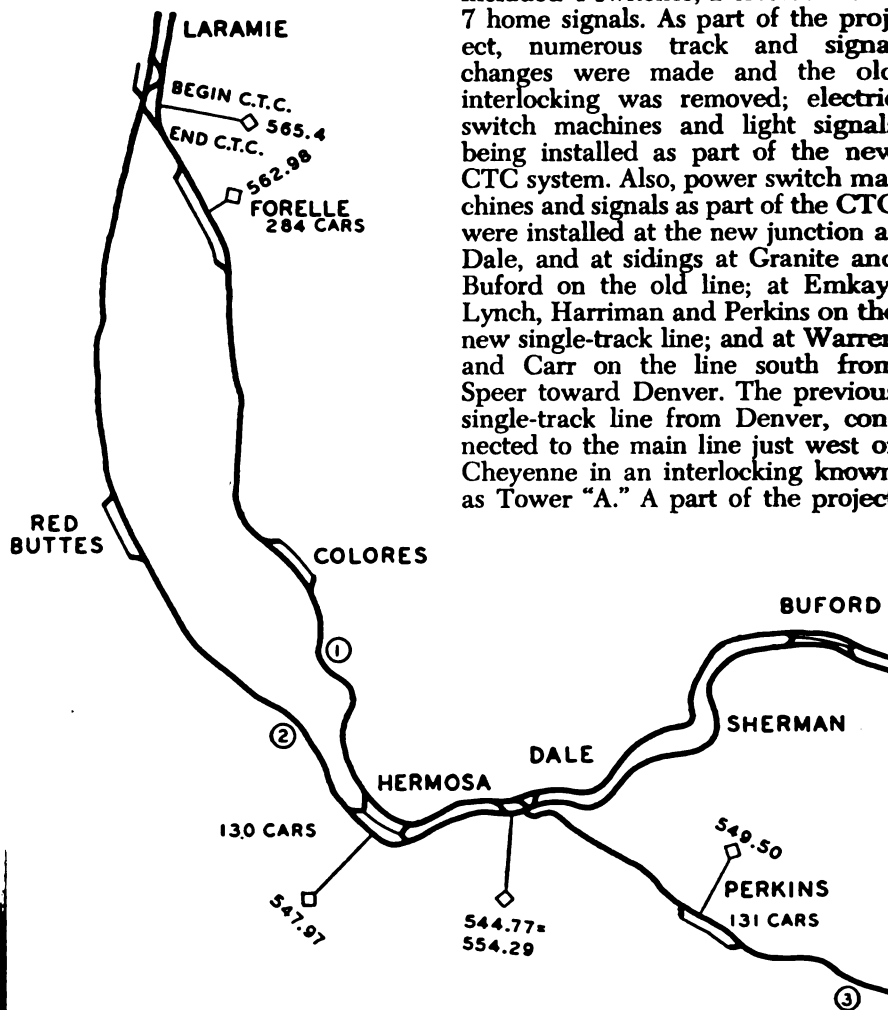 7 home signals. As part of the proj
ect, numerous track and signa
changes were made and the old
interlocking was removed; electric
switch machines and light signal
being installed as part of the new
CTC system. Also, power switch ma
chines and signals as part of the CTC
were installed at the new junction a
Dale, and at sidings at Granite and
Buford on the old line; at Emkay
Lynch, Harriman and Perkins on the
new single-track line; and at Warren
and Carr on the line south from
Speer toward Denver. The previous
single-track line from Denver, con
nected to the main line just west o
Cheyenne in an interlocking known
as Tower "A." A part of the project
LARAMIE
BEGIN C.T.C.
565.4
END C.T.C.
562.98
FORELLE
284 CARS
RED
BUTTES
COLORES
1
2
BUFORD
SHERMAN
DALE
HERMOSA
130 CARS
547.97
544.77=
554.29
549.50
PERKINS
131 CARS
3